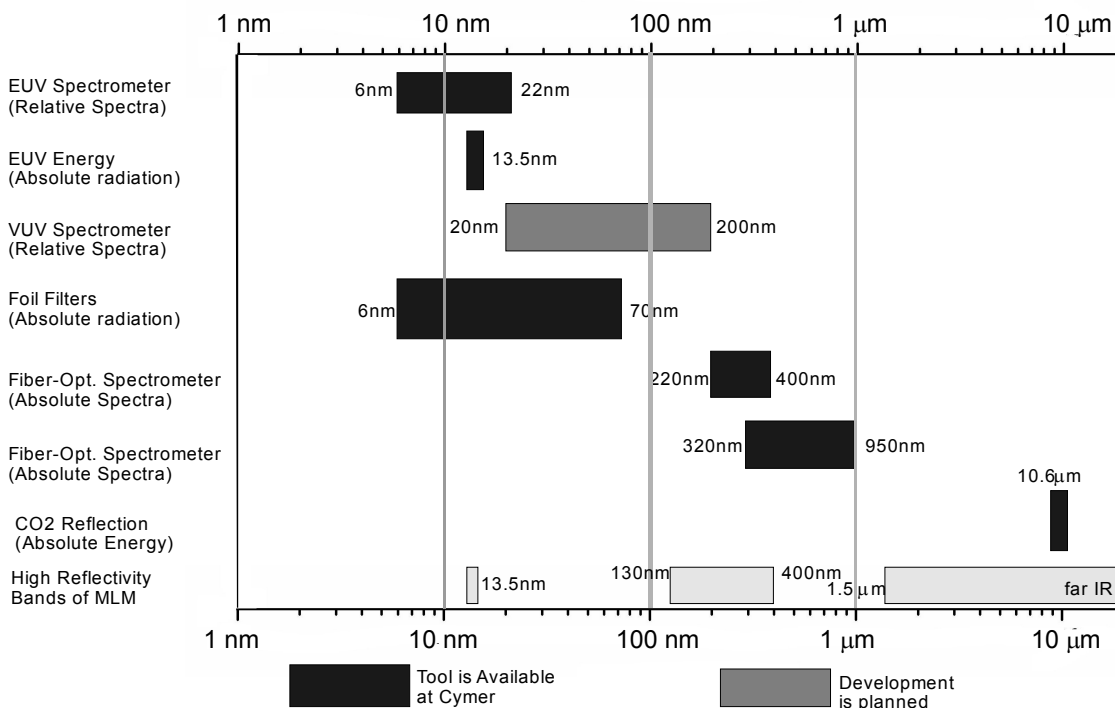 1 nm 10 nm 100 nm 1 μm 10 μm
EUV Spectrometer
(Relative Spectra)
6nm 22nm
EUV Energy
(Absolute radiation)
13.5nm
VUV Spectrometer
(Relative Spectra)
20nm 200nm
Foil Filters
(Absolute radiation)
6nm 70nm
Fiber-Opt. Spectrometer
(Absolute Spectra)
220nm 400nm
Fiber-Opt. Spectrometer
(Absolute Spectra)
320nm 950nm
CO2 Reflection
(Absolute Energy)
10.6μm
High Reflectivity
Bands of MLM
13.5nm 130nm 400nm 1.5μm far IR
1 nm 10 nm 100 nm 1 μm 10 μm
Tool is Available
at Cymer
Development
is planned